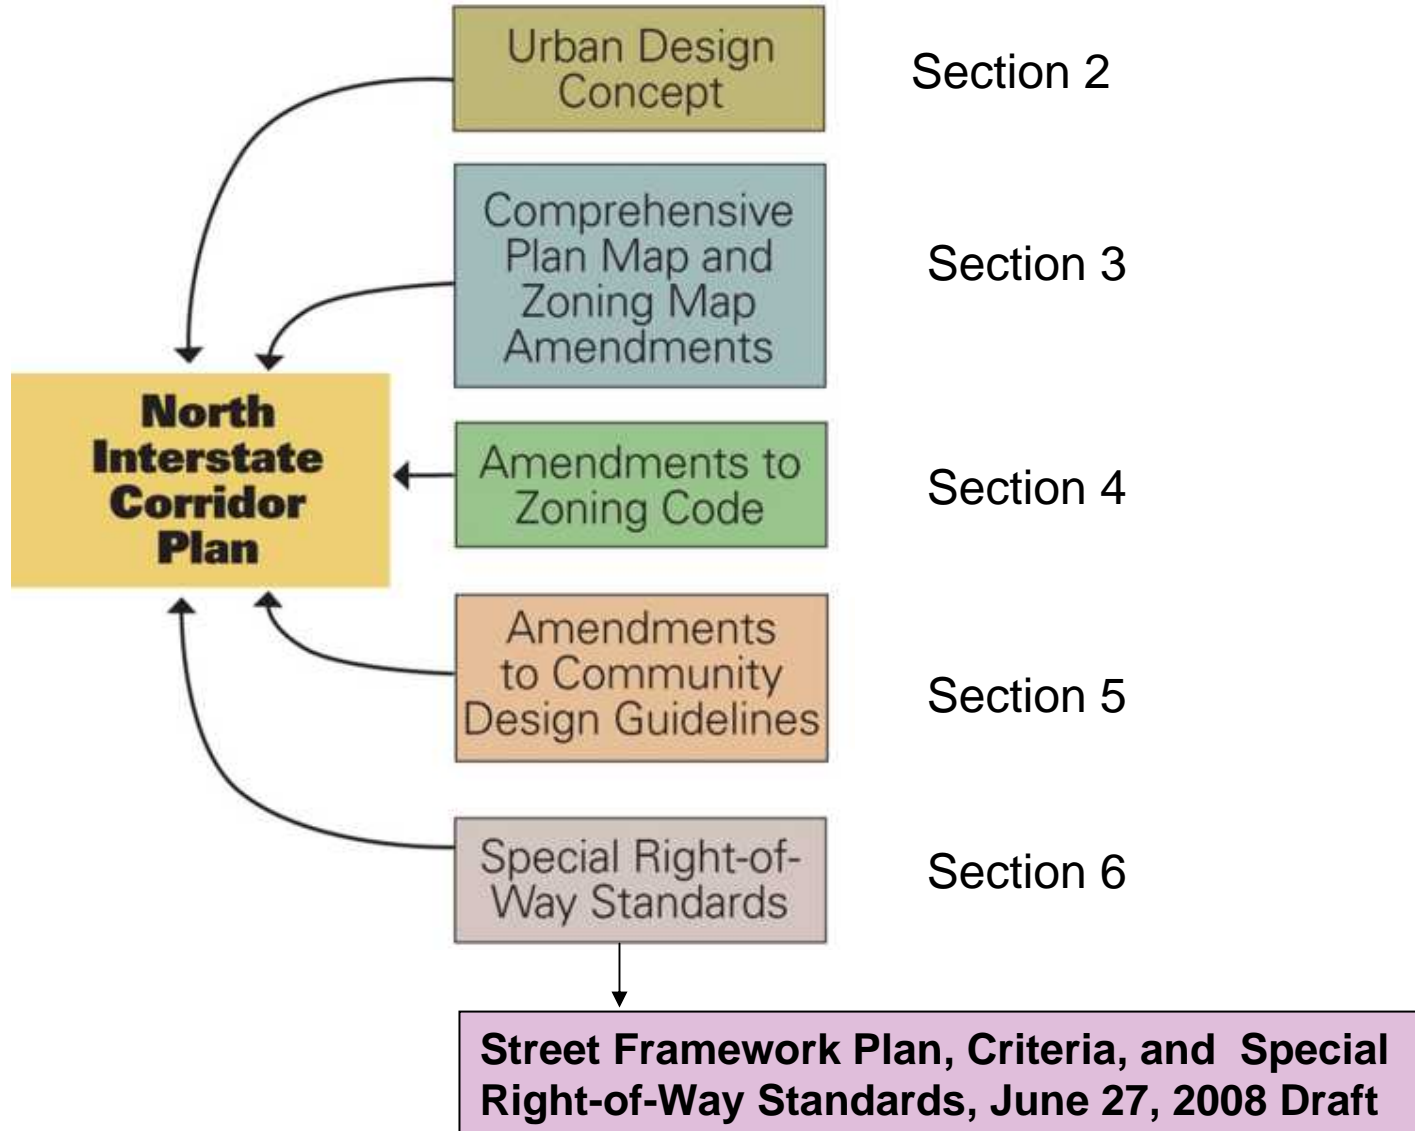 Urban Design
Concept
Section 2
Comprehensive
Plan Map and
Zoning Map
Amendments
Section 3
North
Interstate
Corridor
Plan
Amendments to
Zoning Code
Section 4
Amendments
to Community
Design Guidelines
Section 5
Special Right-of-
Way Standards
Section 6
Street Framework Plan, Criteria, and  Special
Right-of-Way Standards, June 27, 2008 Draft